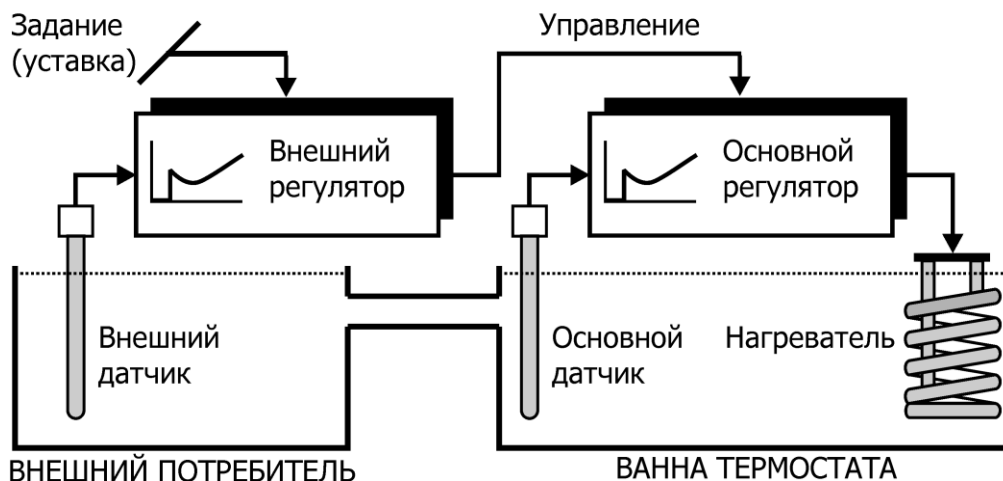 Задание
(уставка)
Управление
Внешний
регулятор
Основной
регулятор
Внешний
датчик
Основной
датчик
Нагреватель
ВНЕШНИЙ ПОТРЕБИТЕЛЬ
ВАННА ТЕРМОСТАТА